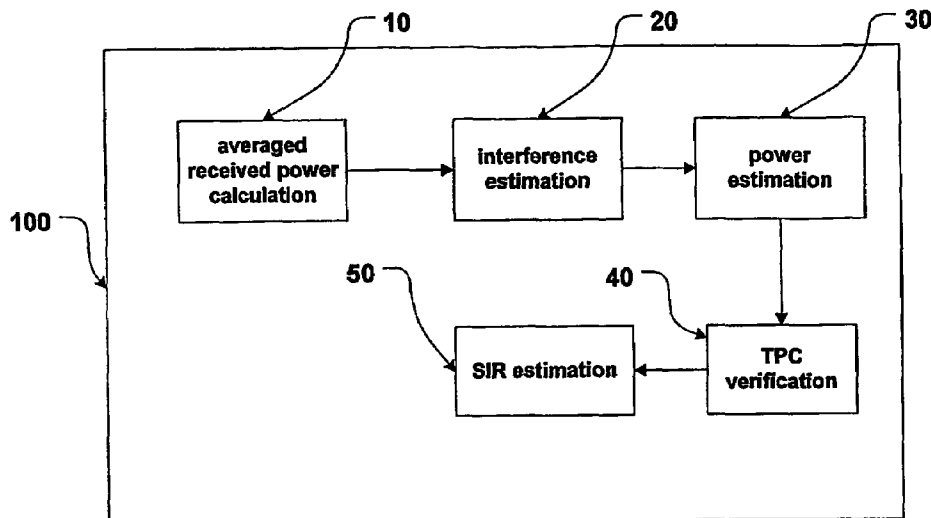 10
20
30
averaged
received power
calculation
interference
estimation
power
estimation
100
50
40
SIR estimation
TPC
verification